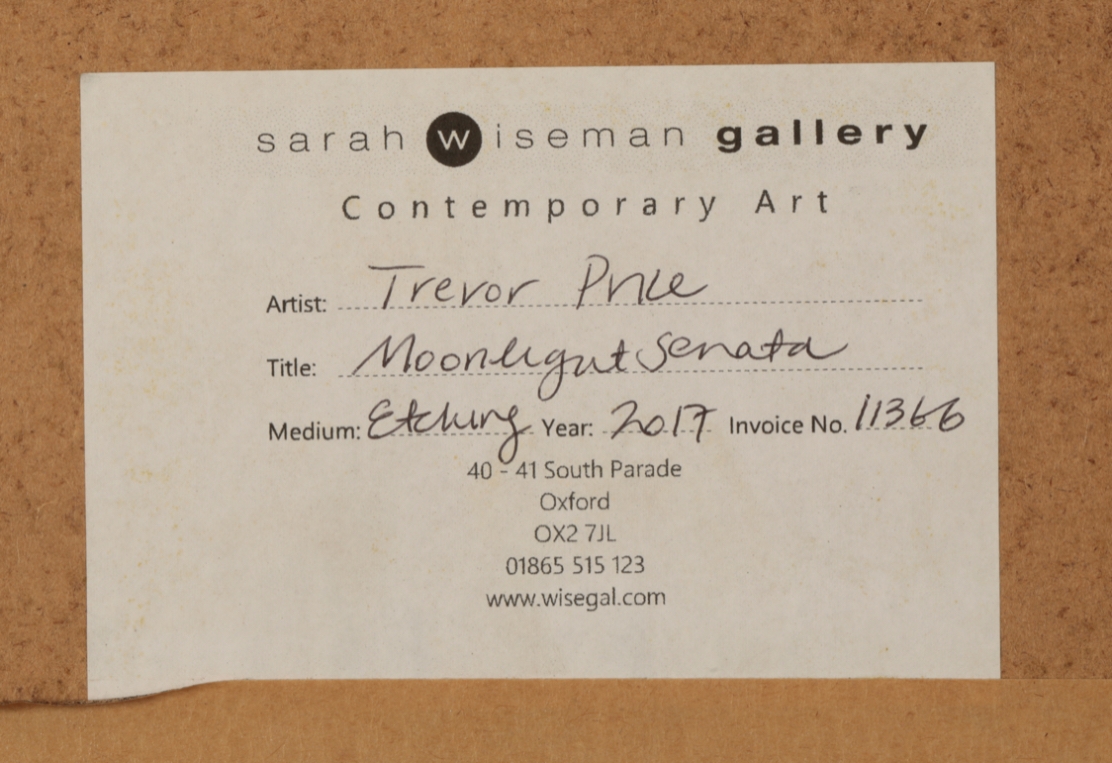 sarah wiseman gallery
Contemporary Art
Artist: Trevor Price
Title: Moonlight Sonata
Medium: Etching Year: 2017 Invoice No. 11366
40 - 41 South Parade
Oxford
OX2 7JL
01865 515 123
www.wisegal.com